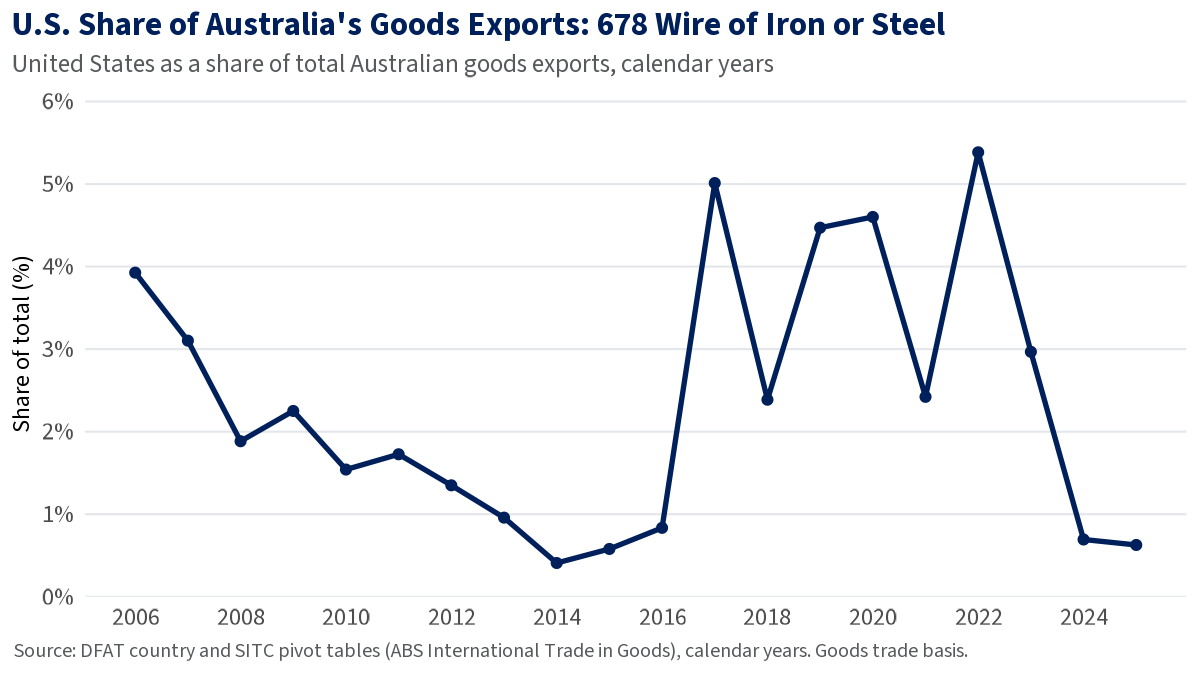 U.S. Share of Australia's Goods Exports: 678 Wire of Iron or Steel
United States as a share of total Australian goods exports, calendar years
6%
5%
4%
3%
2%
1%
0%
Share of total (%)
2006 2008 2010 2012 2014 2016 2018 2020 2022 2024
Source: DFAT country and SITC pivot tables (ABS International Trade in Goods), calendar years. Goods trade basis.